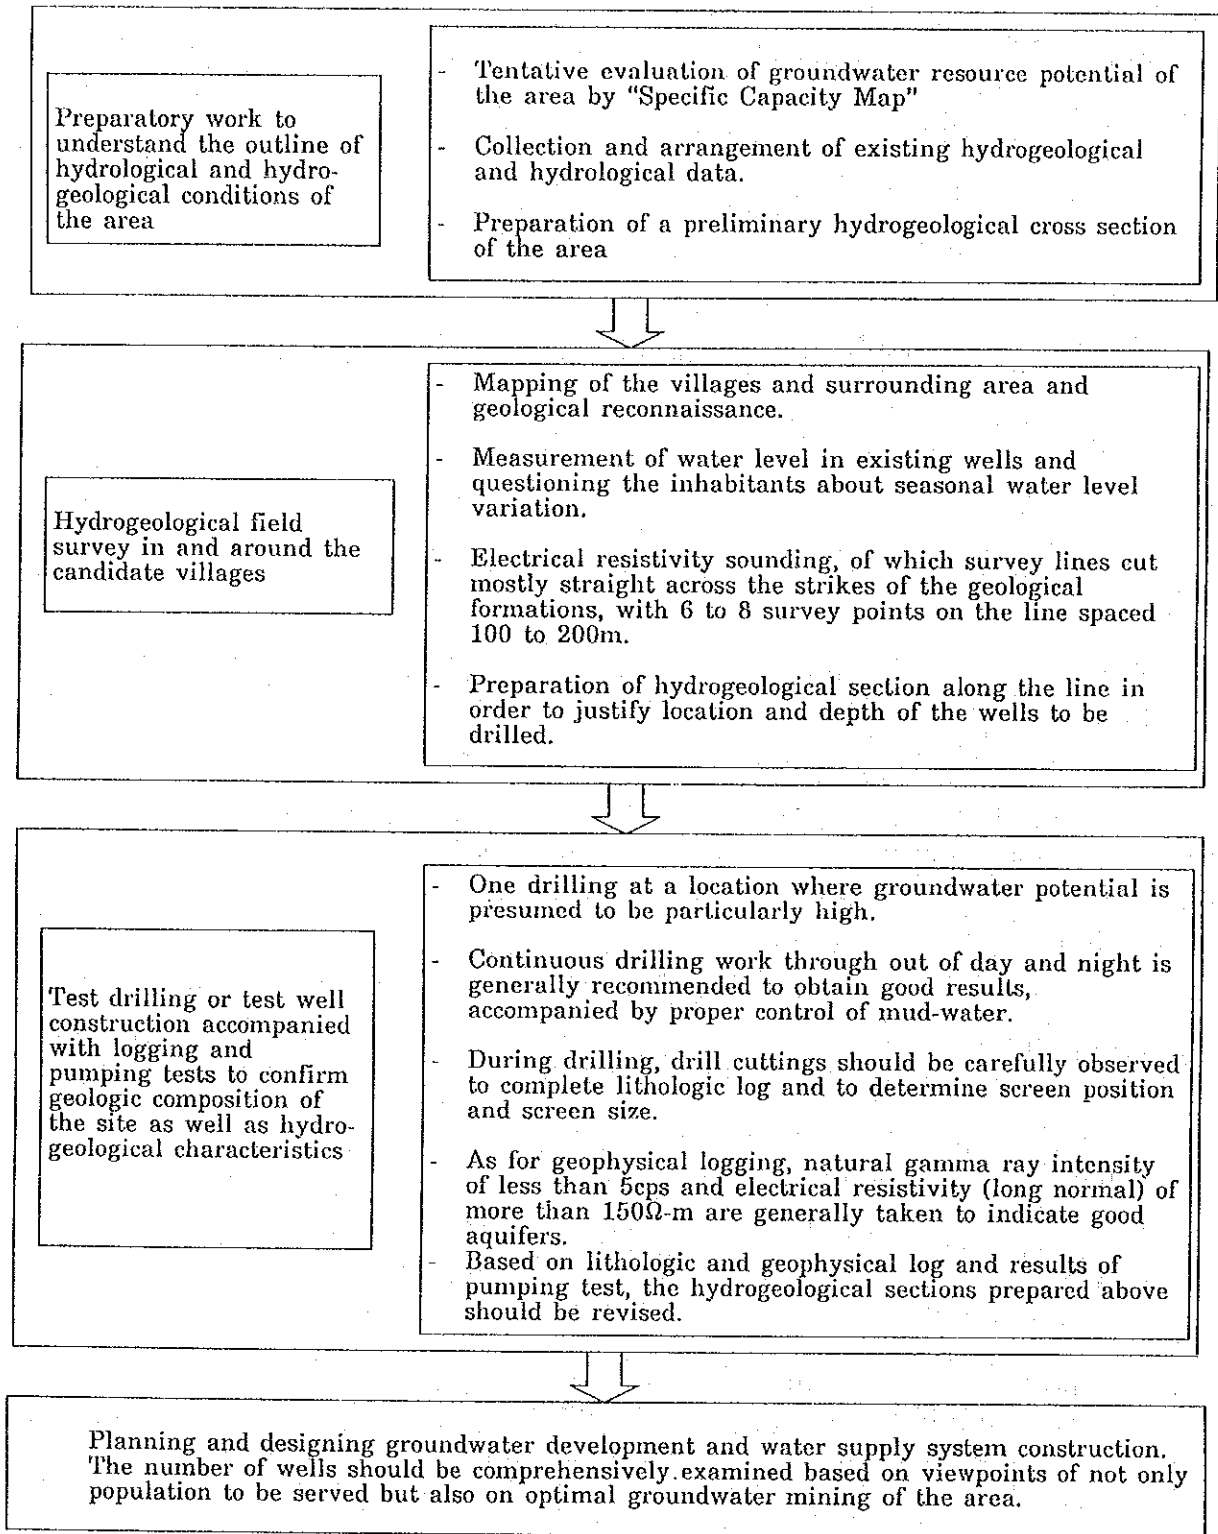 Preparatory work to
understand the outline of
hydrological and hydro-
geological conditions of
the area
- Tentative evaluation of groundwater resource potential of
the area by "Specific Capacity Map"
- Collection and arrangement of existing hydrogeological
and hydrological data.
- Preparation of a preliminary hydrogeological cross section
of the area
Hydrogeological field
survey in and around the
candidate villages
- Mapping of the villages and surrounding area and
geological reconnaissance.
- Measurement of water level in existing wells and
questioning the inhabitants about seasonal water level
variation.
- Electrical resistivity sounding, of which survey lines cut
mostly straight across the strikes of the geological
formations, with 6 to 8 survey points on the line spaced
100 to 200m.
- Preparation of hydrogeological section along the line in
order to justify location and depth of the wells to be
drilled.
Test drilling or test well
construction accompanied
with logging and
pumping tests to confirm
geologic composition of
the site as well as hydro-
geological characteristics
- One drilling at a location where groundwater potential is
presumed to be particularly high.
- Continuous drilling work through out of day and night is
generally recommended to obtain good results,
accompanied by proper control of mud-water.
- During drilling, drill cuttings should be carefully observed
to complete lithologic log and to determine screen position
and screen size.
- As for geophysical logging, natural gamma ray intensity
of less than 5cps and electrical resistivity (long normal) of
more than 150Ω-m are generally taken to indicate good
aquifers.
- Based on lithologic and geophysical log and results of
pumping test, the hydrogeological sections prepared above
should be revised.
Planning and designing groundwater development and water supply system construction.
The number of wells should be comprehensively examined based on viewpoints of not only
population to be served but also on optimal groundwater mining of the area.